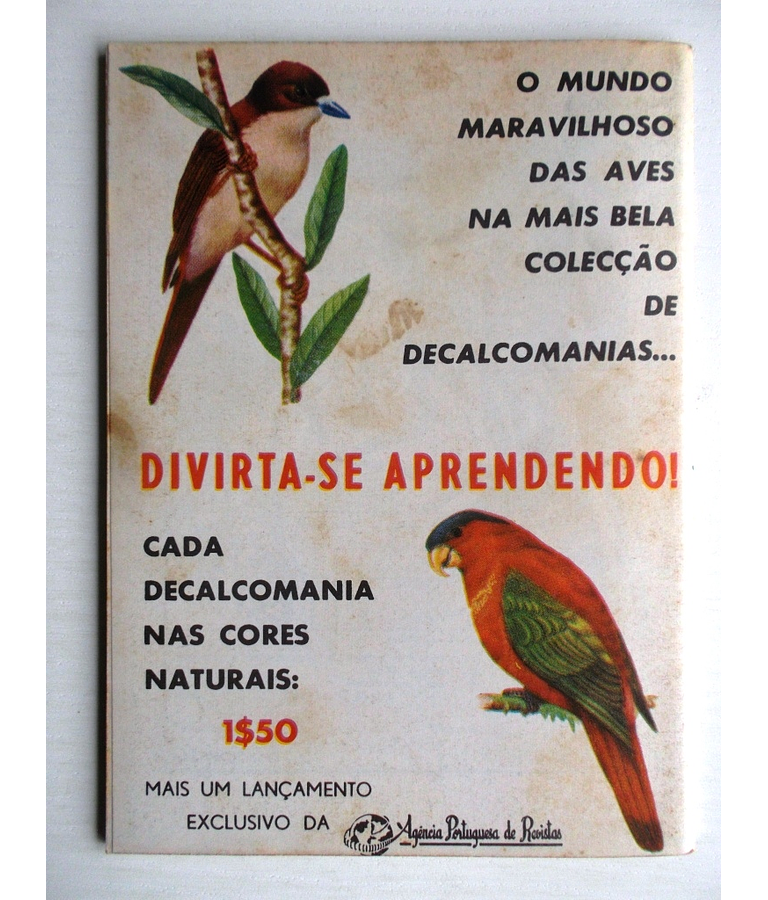 O MUNDO
MARAVILHOSO
DAS AVES
NA MAIS BELA
COLECÇÃO
DE
DECALCOMANIAS...
DIVIRTA-SE APRENDENDO!
CADA
DECALCOMANIA
NAS CORES
NATURAIS:
1$50
MAIS UM LANÇAMENTO
EXCLUSIVO DA Agência Portuguesa de Revistas